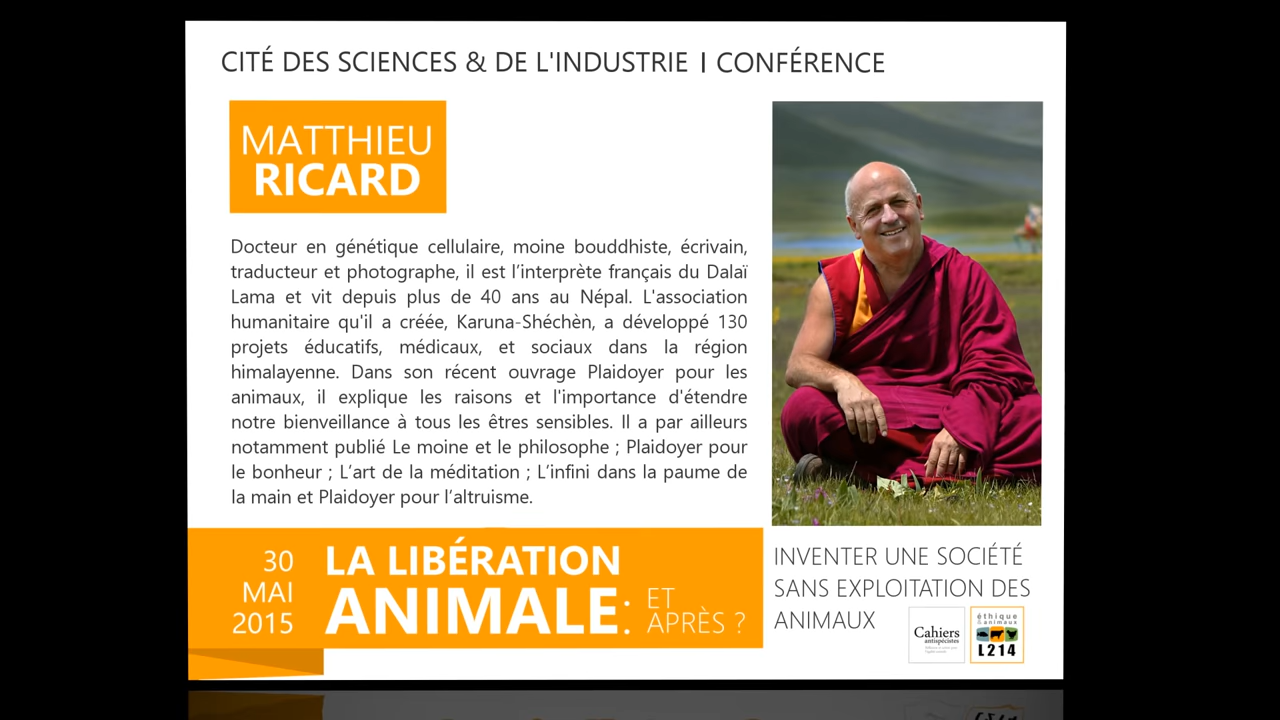 CITÉ DES SCIENCES & DE L'INDUSTRIE I CONFÉRENCE
MATTHIEU
RICARD
Docteur en génétique cellulaire, moine bouddhiste, écrivain,
traducteur et photographe, il est l’interprète français du Dalaï
Lama et vit depuis plus de 40 ans au Népal. L'association
humanitaire qu'il a créée, Karuna-Shéchèn, a développé 130
projets éducatifs, médicaux, et sociaux dans la région
himalayenne. Dans son récent ouvrage Plaidoyer pour les
animaux, il explique les raisons et l'importance d'étendre
notre bienveillance à tous les êtres sensibles. Il a par ailleurs
notamment publié Le moine et le philosophe ; Plaidoyer pour
le bonheur ; L’art de la méditation ; L’infini dans la paume de
la main et Plaidoyer pour l’altruisme.
30
MAI
2015
LA LIBÉRATION
ANIMALE:
ET
APRÈS ?
INVENTER UNE SOCIÉTÉ
SANS EXPLOITATION DES
ANIMAUX
Cahiers
antispécistes
éthique
& animaux
L214